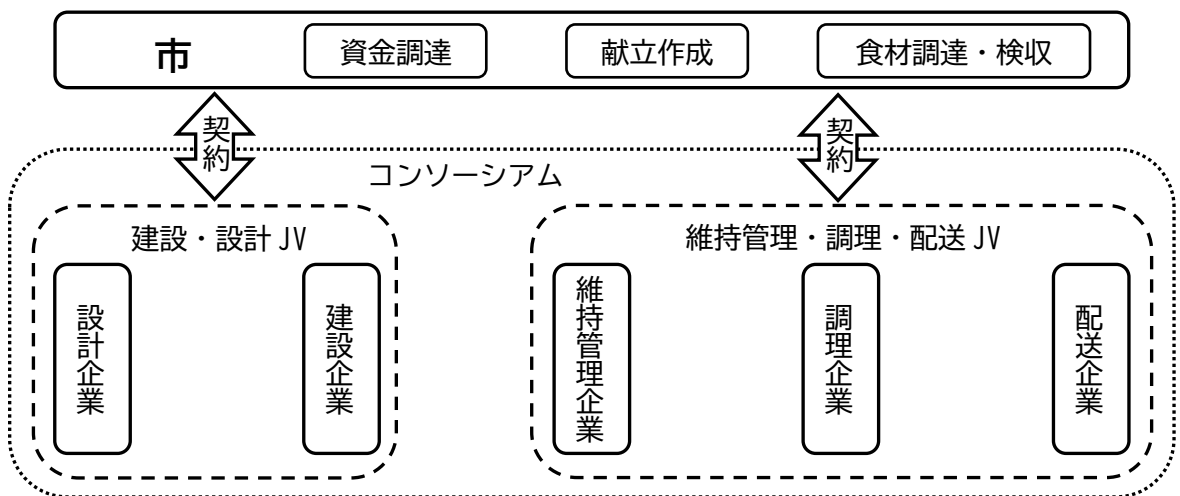 市
資金調達
献立作成
食材調達・検収
契約
契約
コンソーシアム
建設・設計 JV
維持管理・調理・配送 JV
設計企業
建設企業
維持管理企業
調理企業
配送企業